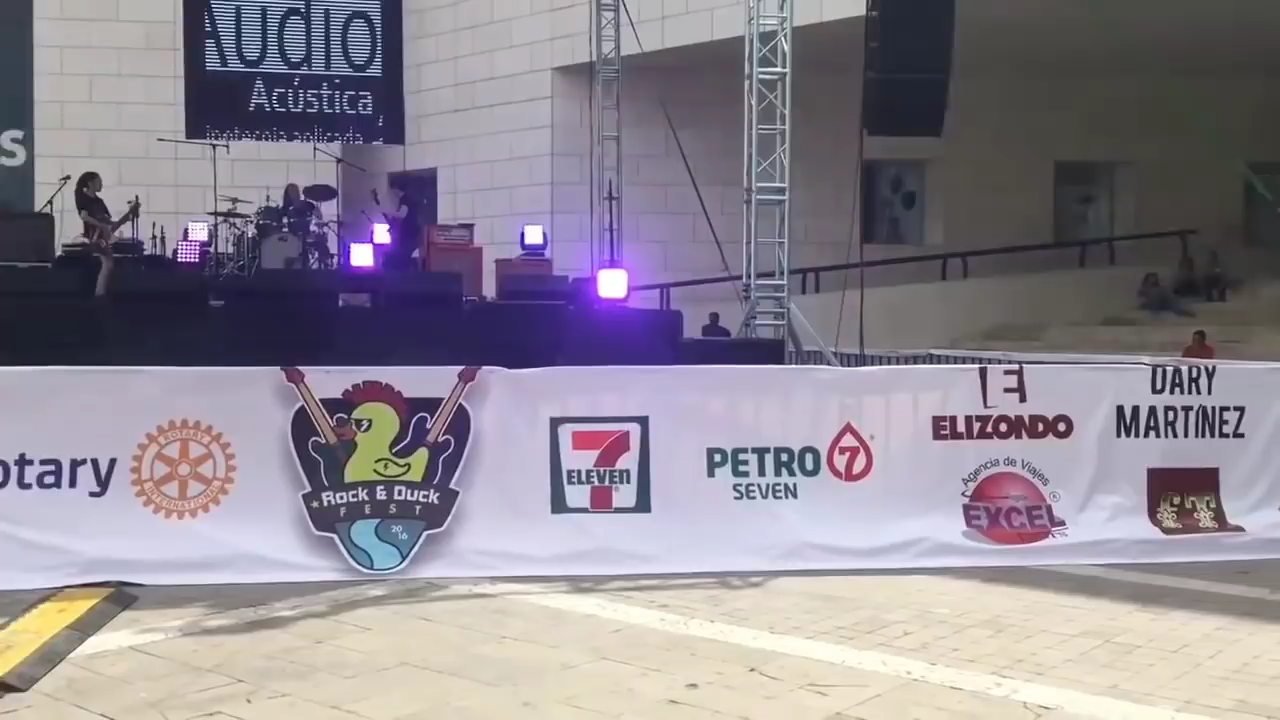 AUDIO
Acústica
s
otary
ROTARY
INTERNATIONAL
Rock & Duck
FEST
20
16
7
ELEVEn
PETRO 7
SEVEN
E
ELIZONDO
Agencia de Viajes
EXCEL
DARY
MARTÍNEZ